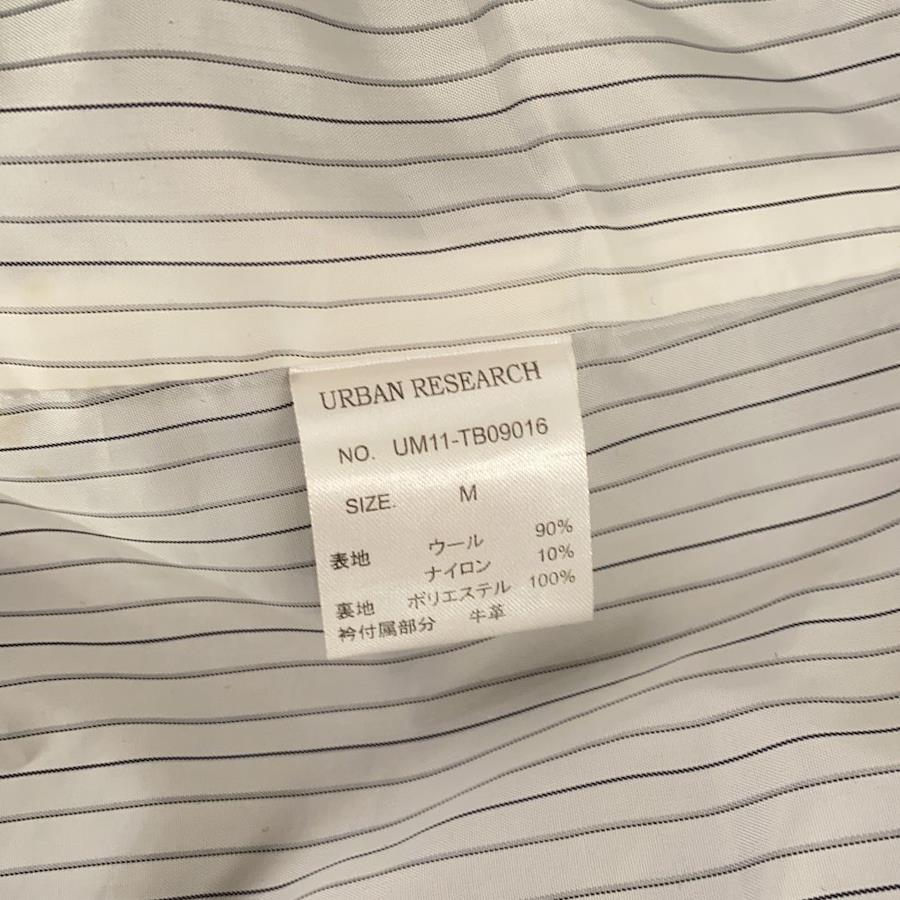 URBAN RESEARCH
NO. UM11-TB09016
SIZE. M
表地 ウール 90%
ナイロン 10%
裏地 ポリエステル 100%
衿付属部分 牛革